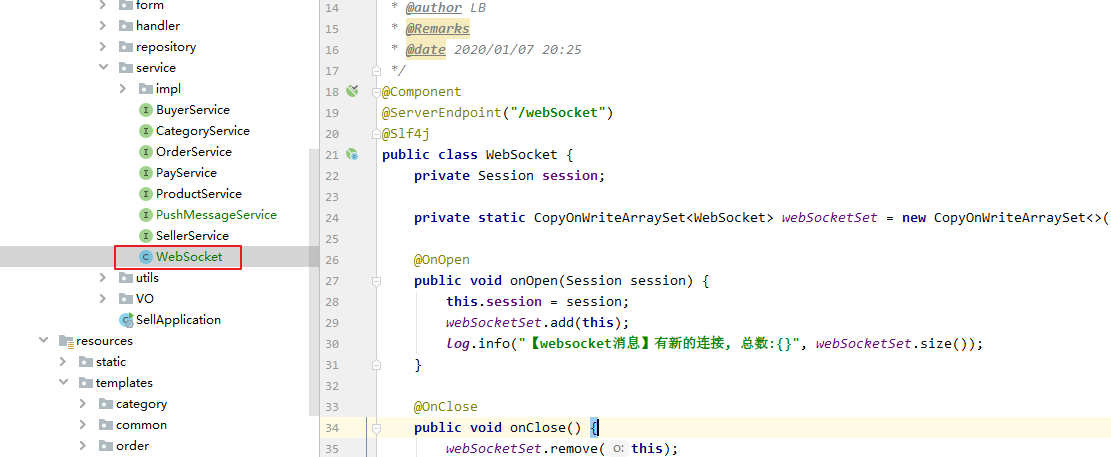 form
handler
repository
service
impl
BuyerService
CategoryService
OrderService
PayService
ProductService
PushMessageService
SellerService
WebSocket
utils
VO
SellApplication
resources
static
templates
category
common
order
14 * @author LB
15 * @Remarks
16 * @date 2020/01/07 20:25
17 */
18 @Component
19 @ServerEndpoint("/webSocket")
20 @Slf4j
21 public class WebSocket {
22 private Session session;
23
24 private static CopyOnWriteArraySet<WebSocket> webSocketSet = new CopyOnWriteArraySet<>(
25
26 @OnOpen
27 public void onOpen(Session session) {
28 this.session = session;
29 webSocketSet.add(this);
30 log.info("【websocket消息】有新的连接, 总数:{}", webSocketSet.size());
31 }
32
33 @OnClose
34 public void onClose() {
35 webSocketSet.remove( o: this);